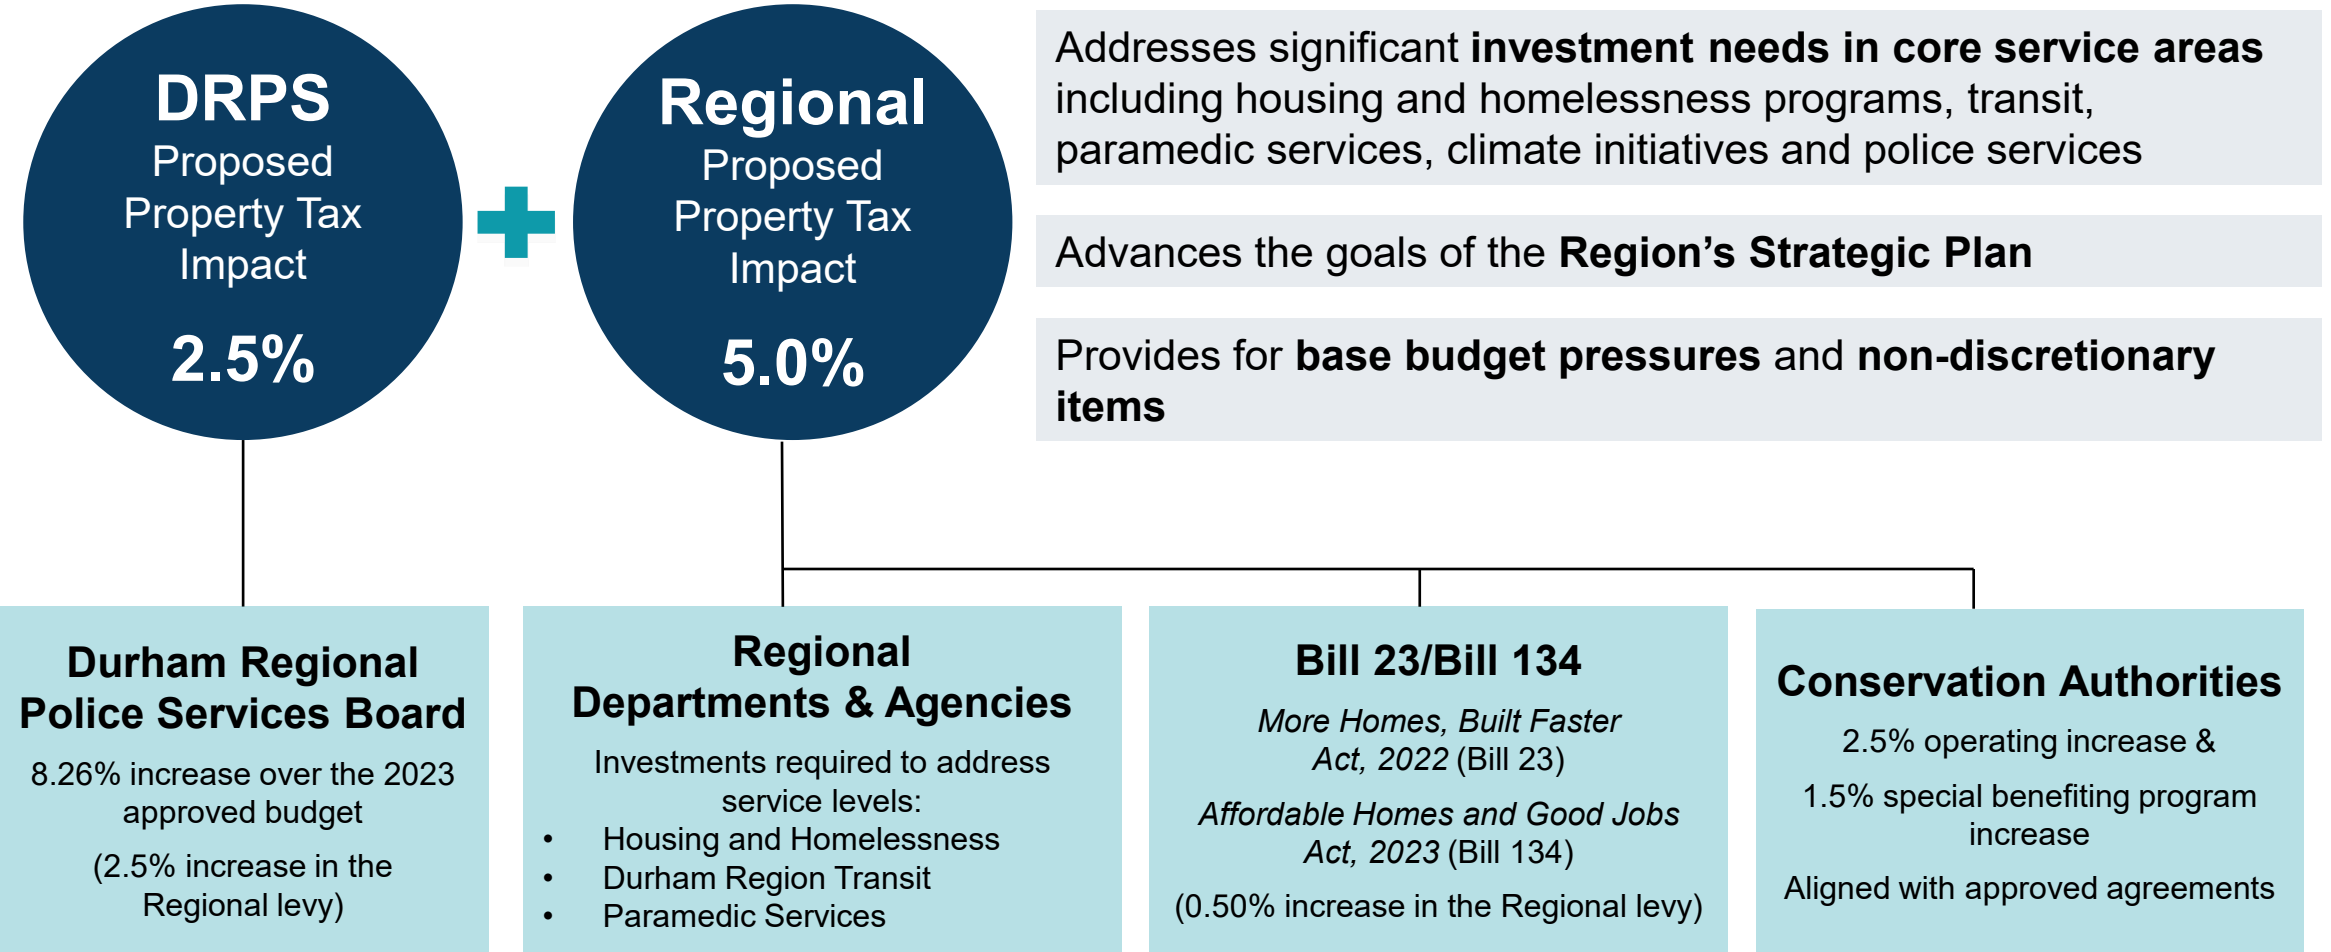 DRPS
Proposed
Property Tax
Impact
2.5%
Regional
Proposed
Property Tax
Impact
5.0%
Addresses significant investment needs in core service areas
including housing and homelessness programs, transit,
paramedic services, climate initiatives and police services
Advances the goals of the Region’s Strategic Plan
Provides for base budget pressures and non-discretionary
items
Durham Regional
Police Services Board
8.26% increase over the 2023
approved budget
(2.5% increase in the
Regional levy)
Regional
Departments & Agencies
Investments required to address
service levels:
• Housing and Homelessness
• Durham Region Transit
• Paramedic Services
Bill 23/Bill 134
More Homes, Built Faster
Act, 2022 (Bill 23)
Affordable Homes and Good Jobs
Act, 2023 (Bill 134)
(0.50% increase in the Regional levy)
Conservation Authorities
2.5% operating increase &
1.5% special benefiting program
increase
Aligned with approved agreements